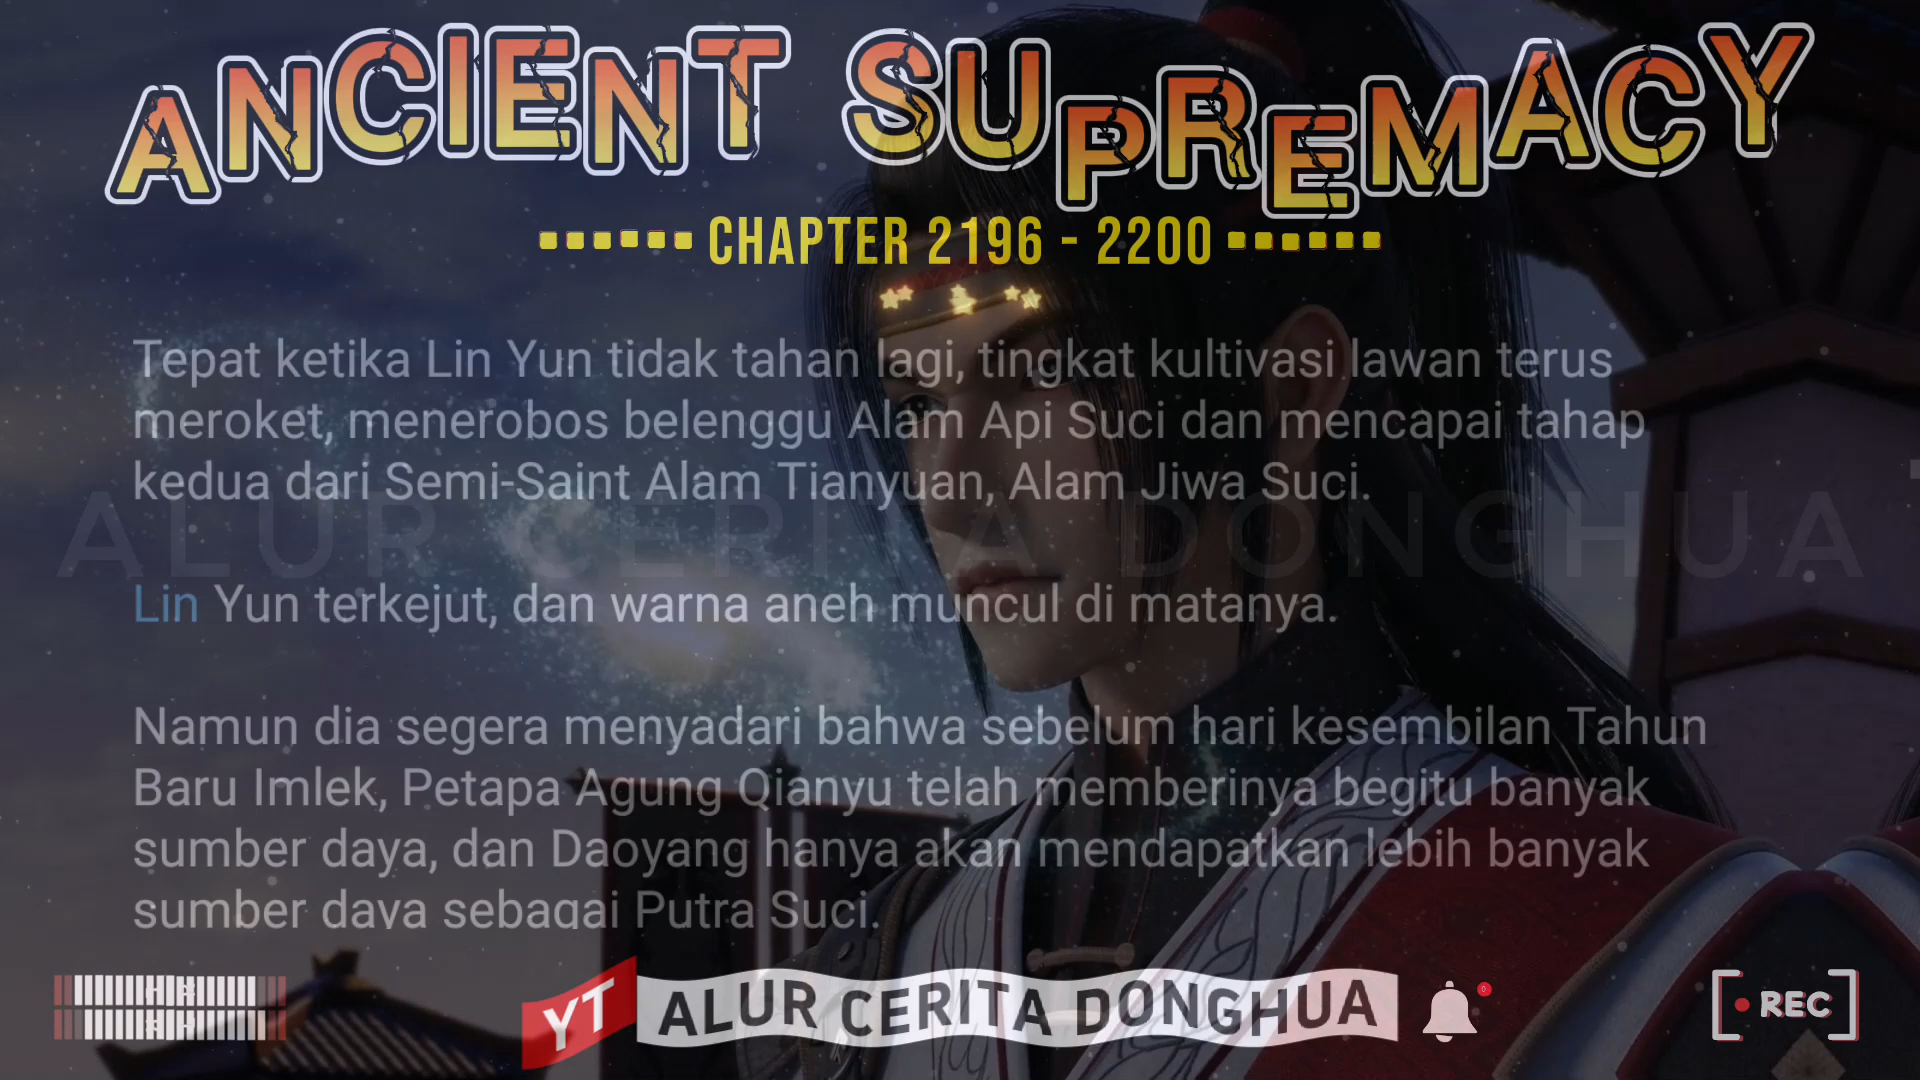 ANCIENT SUPREMACY
CHAPTER 2196 - 2200
Tepat ketika Lin Yun tidak tahan lagi, tingkat kultivasi lawan terus
meroket, menerobos belenggu Alam Api Suci dan mencapai tahap
kedua dari Semi-Saint Alam Tianyuan, Alam Jiwa Suci.
ALUR CERITA DONGHUA
Lin Yun terkejut, dan warna aneh muncul di matanya.
Namun dia segera menyadari bahwa sebelum hari kesembilan Tahun
Baru Imlek, Petapa Agung Qianyu telah memberinya begitu banyak
sumber daya, dan Daoyang hanya akan mendapatkan lebih banyak
sumber daya sebagai Putra Suci.
YT ALUR CERITA DONGHUA
REC